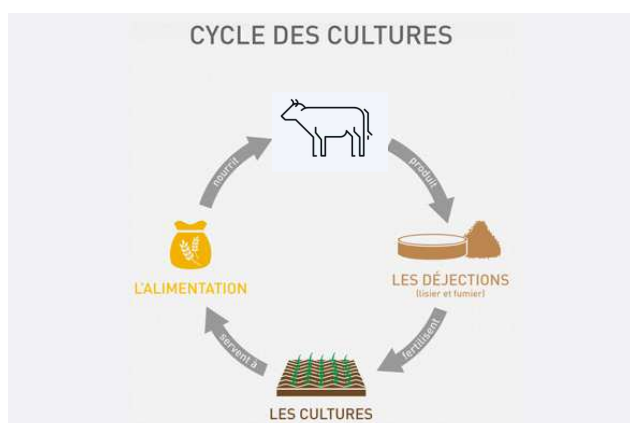 CYCLE DES CULTURES
nourrit
produit
L'ALIMENTATION
LES DÉJECTIONS
(lisier et fumier)
servent à
fertilisent
LES CULTURES